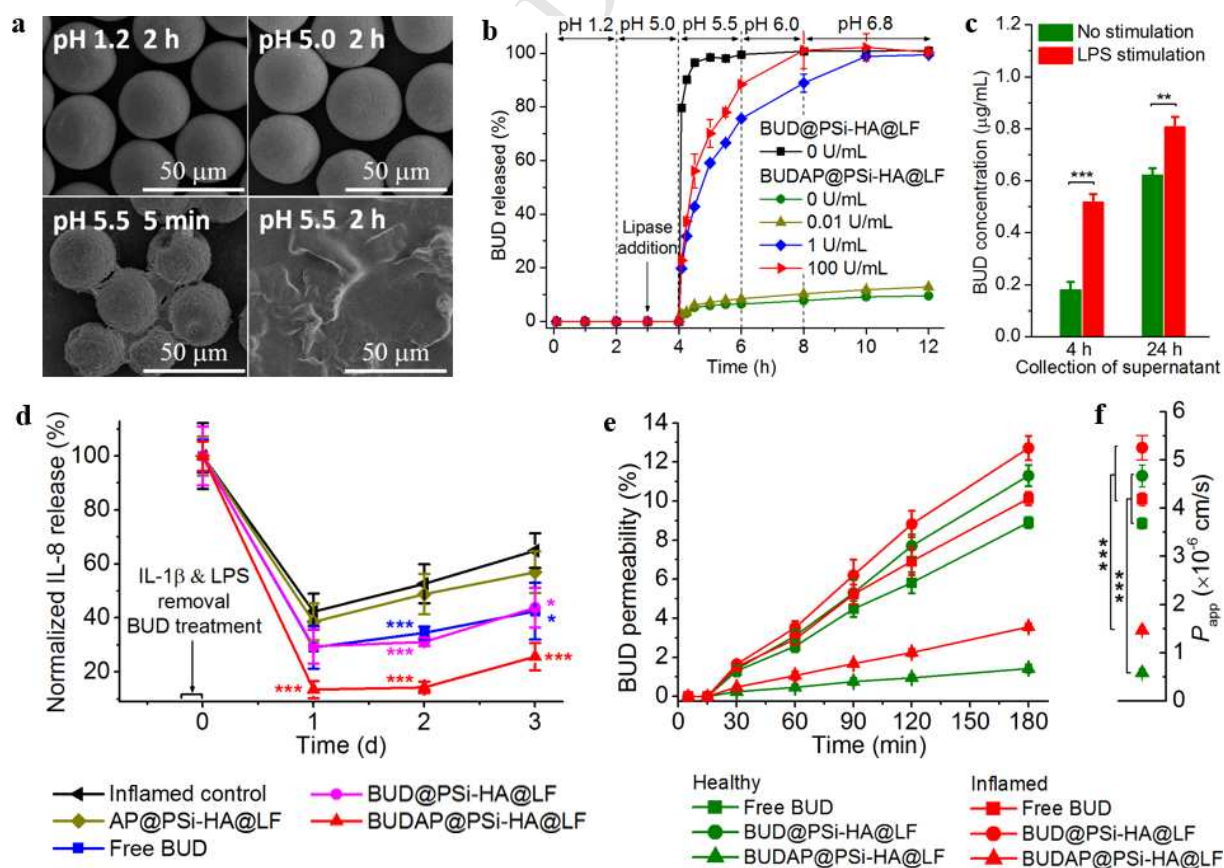 a
pH 1.2 2 h
50 μm
pH 5.0 2 h
50 μm
pH 5.5 5 min
50 μm
pH 5.5 2 h
50 μm
b
pH 1.2 pH 5.0 pH 5.5 pH 6.0 pH 6.8
BUD released (%)
100
80
60
40
20
0
Lipase
addition
BUD@PSi-HA@LF
0 U/mL
BUDAP@PSi-HA@LF
0 U/mL
0.01 U/mL
1 U/mL
100 U/mL
0 2 4 6 8 10 12
Time (h)
c
No stimulation
LPS stimulation
BUD concentration (μg/mL)
1.2
0.9
0.6
0.4
0.2
0.0
***
**
4 h 24 h
Collection of supernatant
d
Normalized IL-8 release (%)
100
80
60
40
20
IL-1β & LPS
removal
BUD treatment
***
***
***
***
*
*
***
0 1 2 3
Time (d)
Inflamed control
AP@PSi-HA@LF
Free BUD
BUD@PSi-HA@LF
BUDAP@PSi-HA@LF
e
BUD permeability (%)
14
12
10
8
6
4
2
0
0 30 60 90 120 150 180
Time (min)
Healthy
Free BUD
BUD@PSi-HA@LF
BUDAP@PSi-HA@LF
Inflamed
Free BUD
BUD@PSi-HA@LF
BUDAP@PSi-HA@LF
f
***
***
6
5
4
3
2
1
0
Papp (×10-6 cm/s)